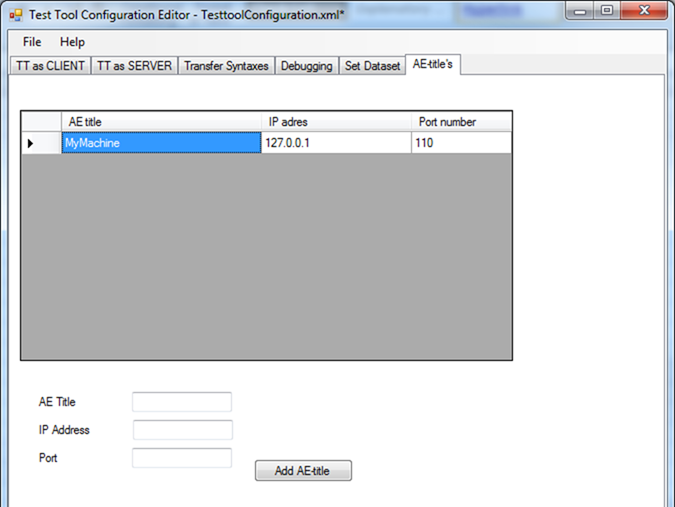 Test Tool Configuration Editor - TesttoolConfiguration.xml*
File Help
TT as CLIENT TT as SERVER Transfer Syntaxes Debugging Set Dataset AE-title's
AE title IP adres Port number
MyMachine 127.0.0.1 110
AE Title
IP Address
Port
Add AE-title